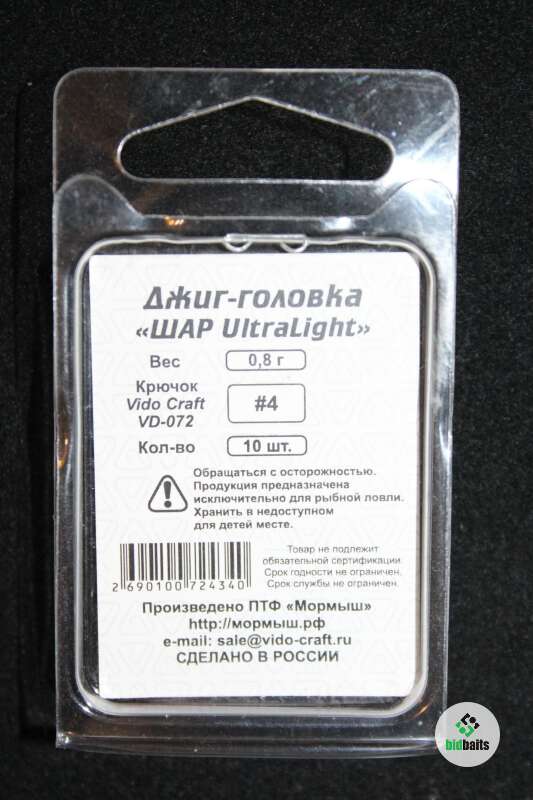 Джиг-головка
«ШАР UltraLight»
Вес 0,8 г
Крючок
Vido Craft
VD-072
#4
Кол-во 10 шт.
Обращаться с осторожностью.
Продукция предназначена
исключительно для рыбной ловли.
Хранить в недоступном
для детей месте.
2 690100 724340
Товар не подлежит
обязательной сертификации.
Срок годности не ограничен.
Срок службы не ограничен.
Произведено ПТФ «Мормыш»
http://мормыш.рф
e-mail: sale@vido-craft.ru
СДЕЛАНО В РОССИИ
bidbaits